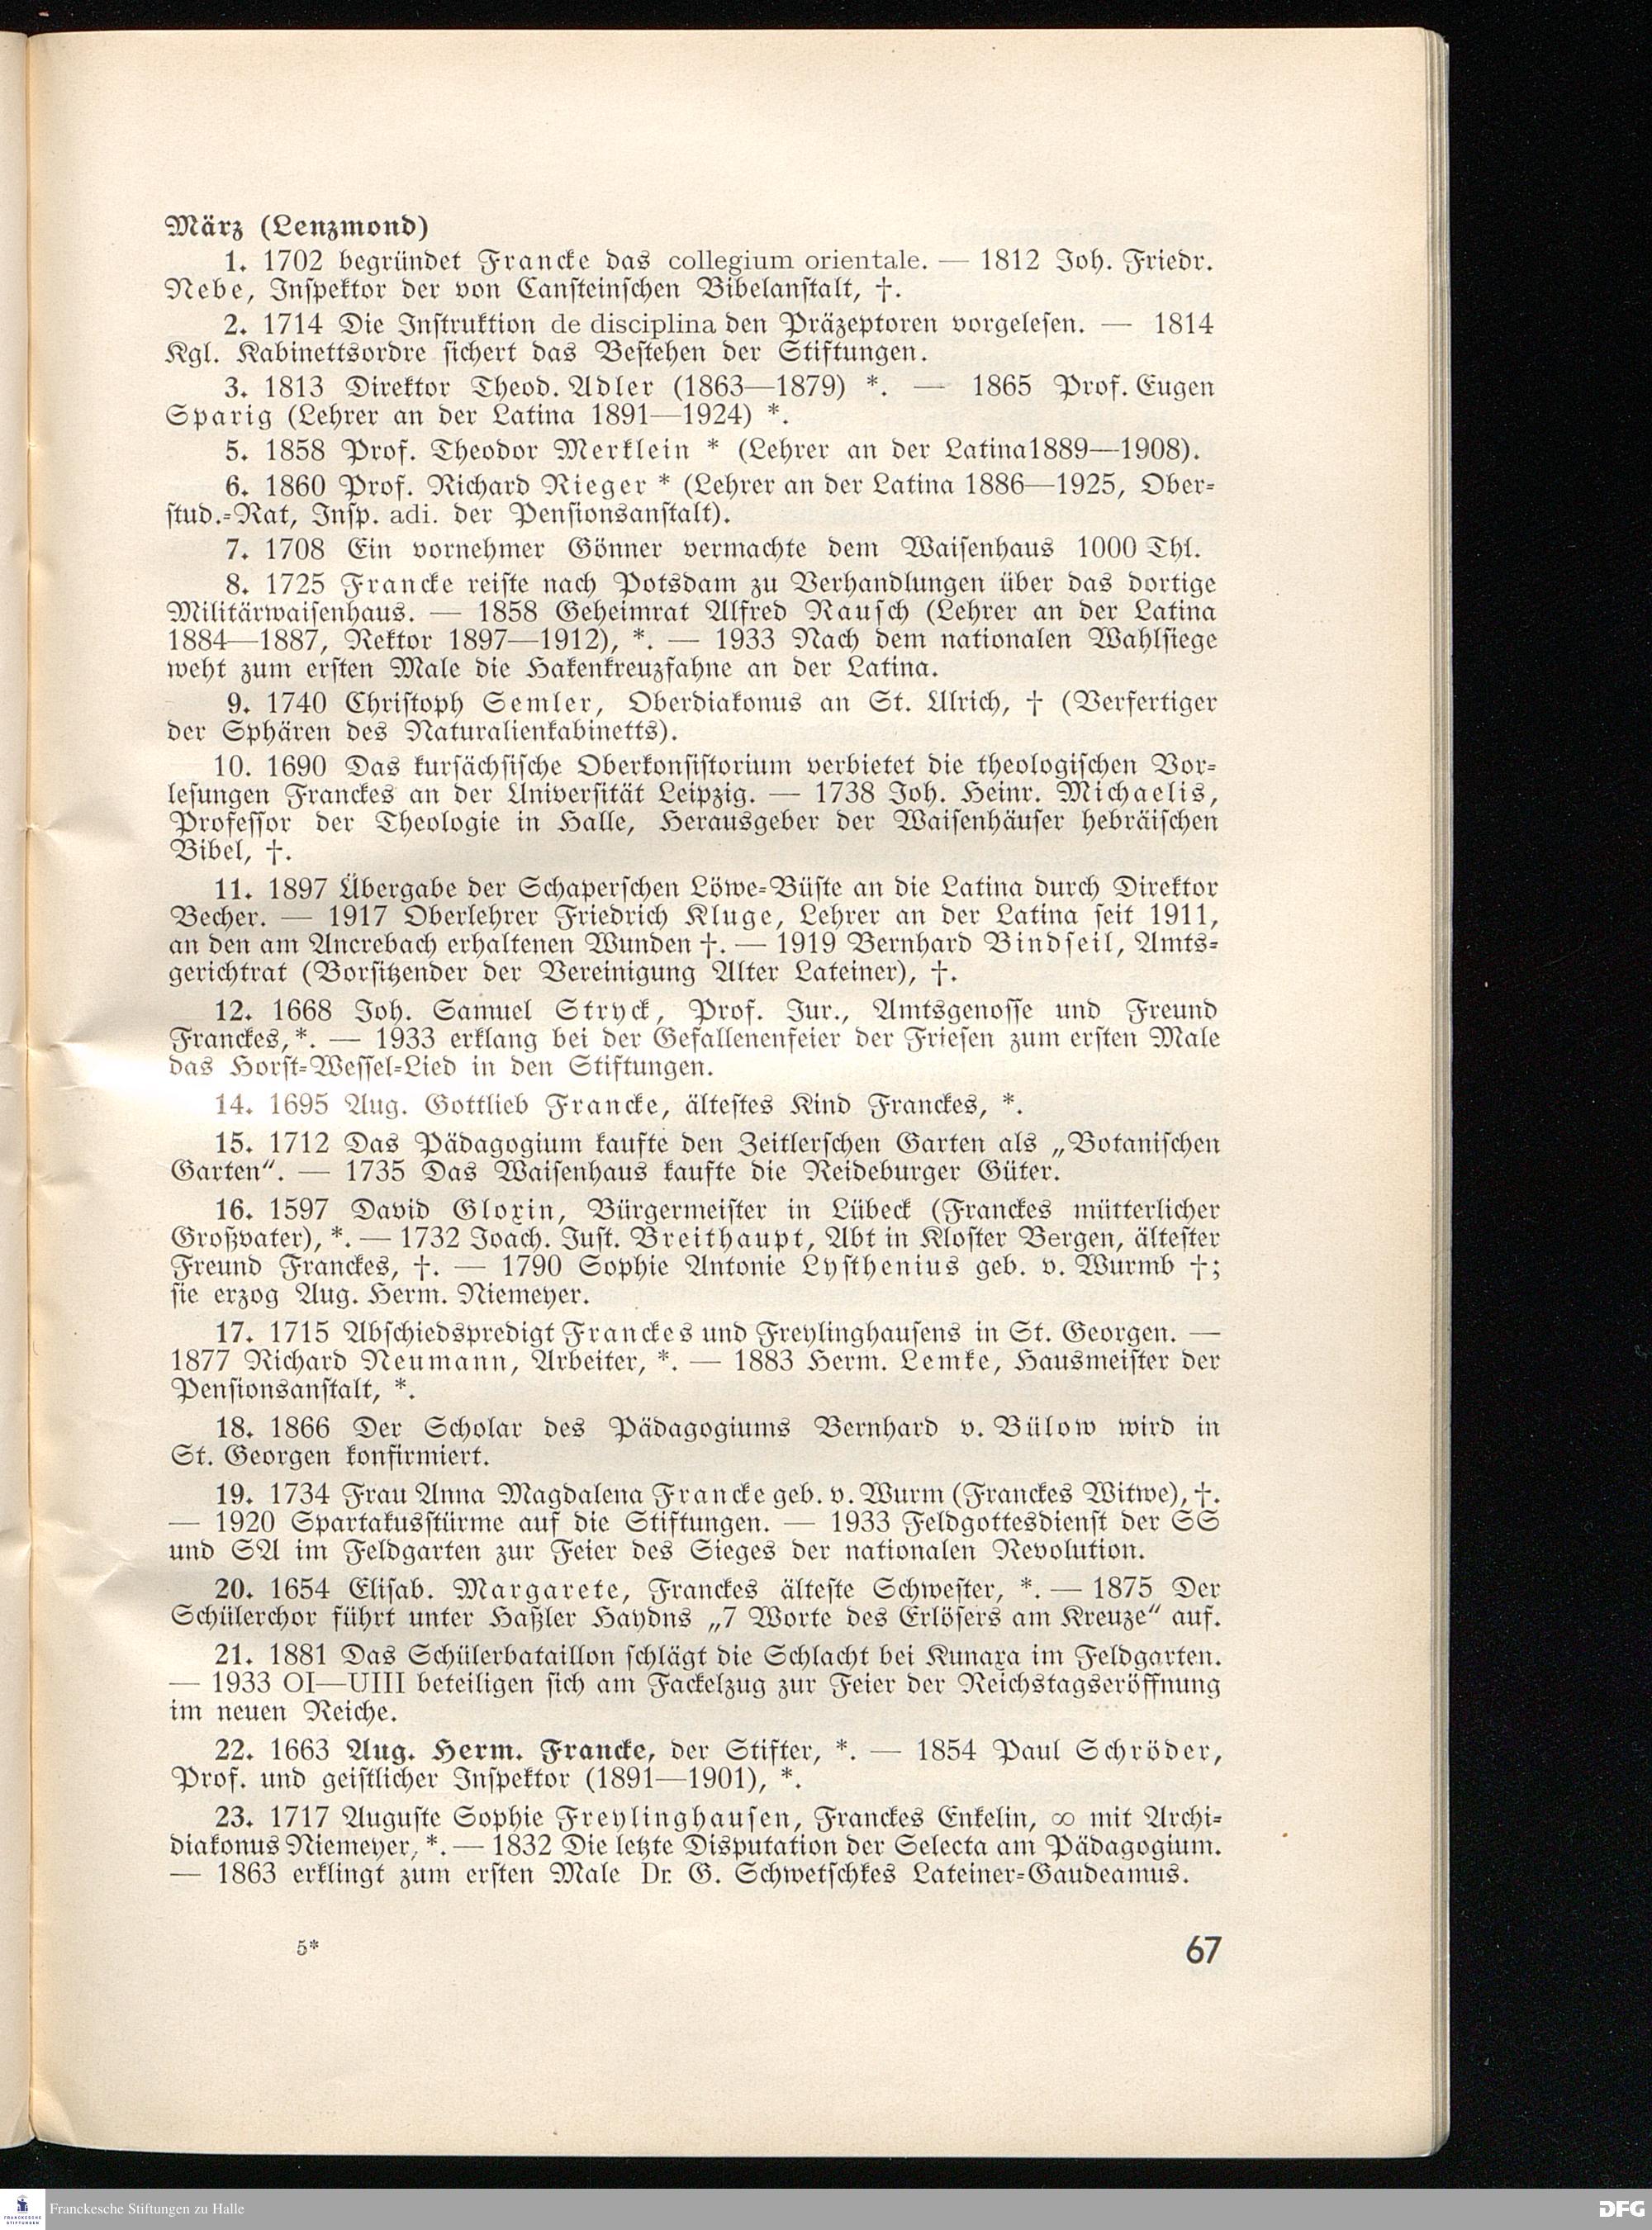 März (Lenzmond)
1. 1702 begründet Francke das collegium orientale. — 1812 Joh. Friedr.
Nebe, Inspektor der von Cansteinschen Bibelanstalt, †.
2. 1714 Die Instruktion de disciplina den Präzeptoren vorgelesen. — 1814
Kgl. Kabinettsordre sichert das Bestehen der Stiftungen.
3. 1813 Direktor Theod. Adler (1863—1879) *. — 1865 Prof. Eugen
Sparig (Lehrer an der Latina 1891—1924) *.
5. 1858 Prof. Theodor Merklein * (Lehrer an der Latina1889—1908).
6. 1860 Prof. Richard Rieger * (Lehrer an der Latina 1886—1925, Ober-
stud.-Rat, Insp. adi. der Pensionsanstalt).
7. 1708 Ein vornehmer Gönner vermachte dem Waisenhaus 1000 Thl.
8. 1725 Francke reiste nach Potsdam zu Verhandlungen über das dortige
Militärwaisenhaus. — 1858 Geheimrat Alfred Rausch (Lehrer an der Latina
1884—1887, Rektor 1897—1912), *. — 1933 Nach dem nationalen Wahlsiege
weht zum ersten Male die Hakenkreuzfahne an der Latina.
9. 1740 Christoph Semler, Oberdiakonus an St. Ulrich, † (Verfertiger
der Sphären des Naturalienkabinetts).
10. 1690 Das kursächsische Oberkonsistorium verbietet die theologischen Vor-
lesungen Franckes an der Universität Leipzig. — 1738 Joh. Heinr. Michaelis,
Professor der Theologie in Halle, Herausgeber der Waisenhäuser hebräischen
Bibel, †.
11. 1897 Übergabe der Schaperschen Löwe-Büste an die Latina durch Direktor
Becher. — 1917 Oberlehrer Friedrich Kluge, Lehrer an der Latina seit 1911,
an den am Ancrebach erhaltenen Wunden †. — 1919 Bernhard Bindseil, Amts-
gerichtrat (Vorsitzender der Vereinigung Alter Lateiner), †.
12. 1668 Joh. Samuel Stryck, Prof. Jur., Amtsgenosse und Freund
Franckes, *. — 1933 erklang bei der Gefallenenfeier der Friesen zum ersten Male
das Horst-Wessel-Lied in den Stiftungen.
14. 1695 Aug. Gottlieb Francke, ältestes Kind Franckes, *.
15. 1712 Das Pädagogium kaufte den Zeitlerschen Garten als „Botanischen
Garten“. — 1735 Das Waisenhaus kaufte die Reideburger Güter.
16. 1597 David Gloxin, Bürgermeister in Lübeck (Franckes mütterlicher
Großvater), *. — 1732 Joach. Just. Breithaupt, Abt in Kloster Bergen, ältester
Freund Franckes, †. — 1790 Sophie Antonie Lysthenius geb. v. Wurmb †;
sie erzog Aug. Herm. Niemeyer.
17. 1715 Abschiedspredigt Franckes und Freylinghausens in St. Georgen. —
1877 Richard Neumann, Arbeiter, *. — 1883 Herm. Lemke, Hausmeister der
Pensionsanstalt, *.
18. 1866 Der Scholar des Pädagogiums Bernhard v. Bülow wird in
St. Georgen konfirmiert.
19. 1734 Frau Anna Magdalena Francke geb. v. Wurm (Franckes Witwe), †.
— 1920 Spartakusstürme auf die Stiftungen. — 1933 Feldgottesdienst der SS
und SA im Feldgarten zur Feier des Sieges der nationalen Revolution.
20. 1654 Elisab. Margarete, Franckes älteste Schwester, *. — 1875 Der
Schülerchor führt unter Haßler Haydns „7 Worte des Erlösers am Kreuze“ auf.
21. 1881 Das Schülerbataillon schlägt die Schlacht bei Kunaxa im Feldgarten.
— 1933 OI—UIII beteiligen sich am Fackelzug zur Feier der Reichstagseröffnung
im neuen Reiche.
22. 1663 Aug. Herm. Francke, der Stifter, *. — 1854 Paul Schröder,
Prof. und geistlicher Inspektor (1891—1901), *.
23. 1717 Auguste Sophie Freylinghausen, Franckes Enkelin, ∞ mit Archi-
diakonus Niemeyer, *. — 1832 Die letzte Disputation der Selecta am Pädagogium.
— 1863 erklingt zum ersten Male Dr. G. Schwetschkes Lateiner-Gaudeamus.
5*
67
FRANCKESCHE
STIFTUNGEN
Franckesche Stiftungen zu Halle
DFG